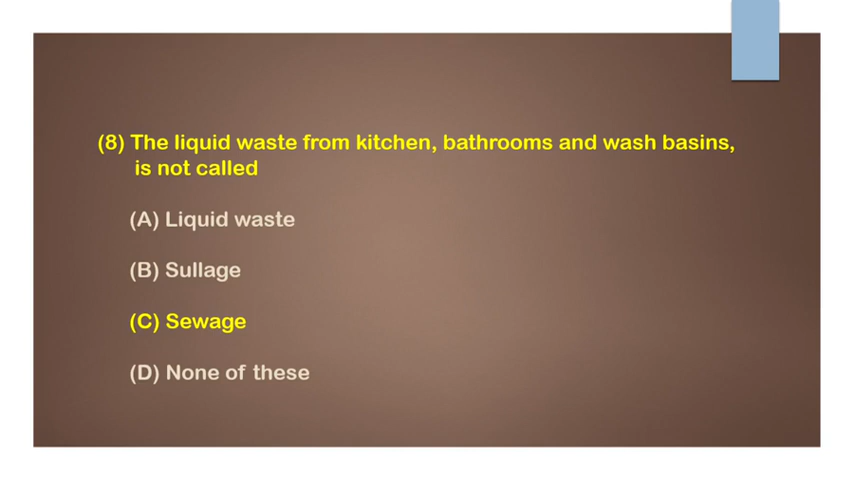 (8) The liquid waste from kitchen, bathrooms and wash basins,
is not called
(A) Liquid waste
(B) Sullage
(C) Sewage
(D) None of these